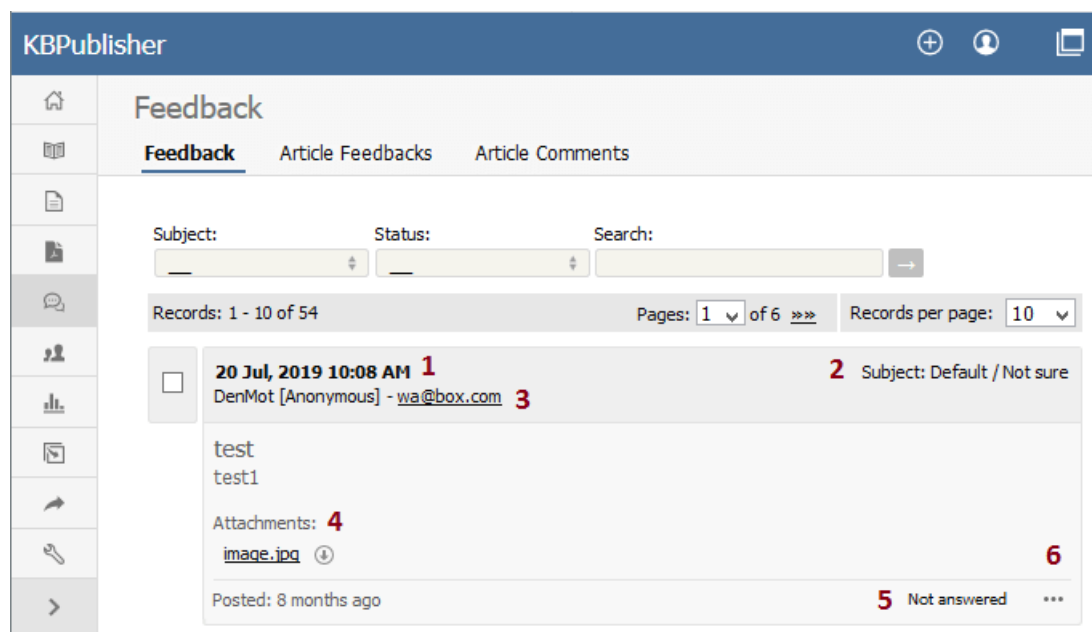 KBPublisher
Feedback
Feedback Article Feedbacks Article Comments
Subject: Status: Search:
__ __ →
Records: 1 - 10 of 54 Pages: 1 of 6 »» Records per page: 10
20 Jul, 2019 10:08 AM 1 2 Subject: Default / Not sure
DenMot [Anonymous] - wa@box.com 3
test
test1
Attachments: 4
image.jpg 6
Posted: 8 months ago 5 Not answered ...